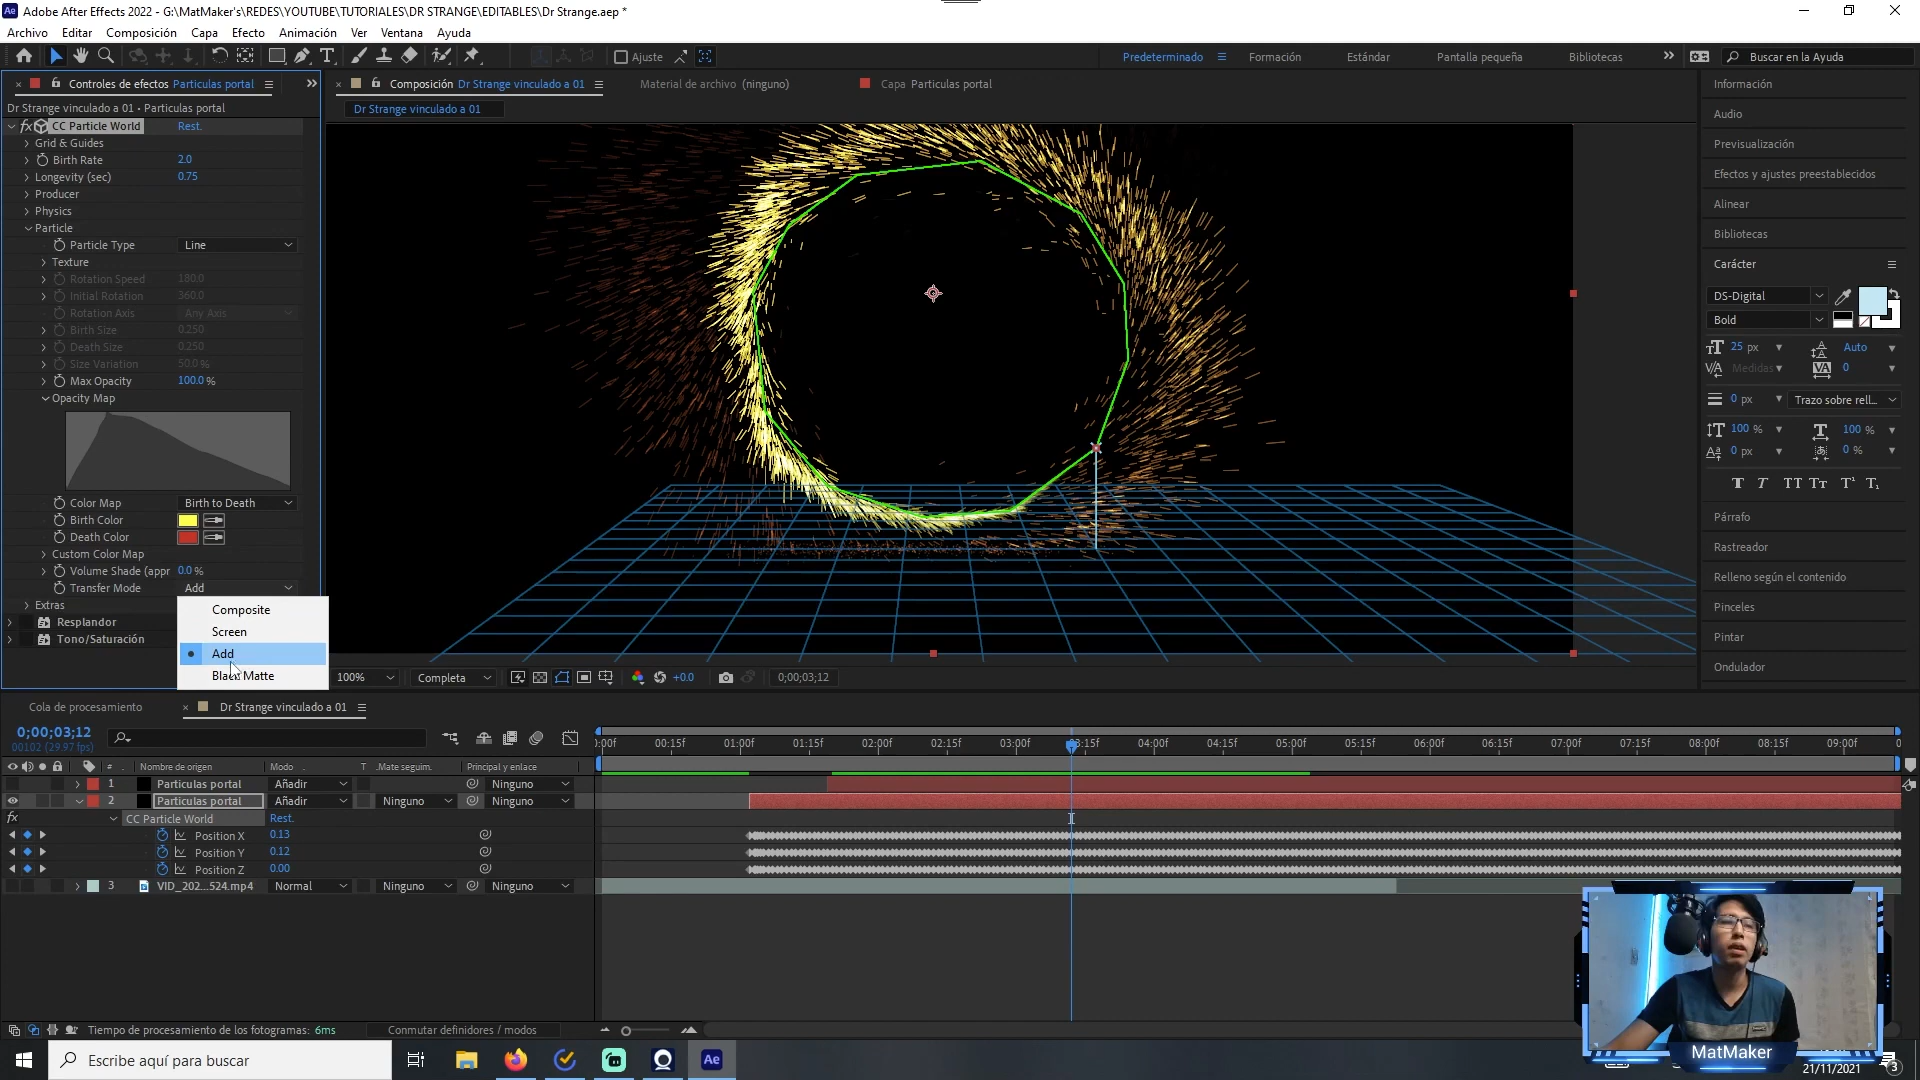 Adobe After Effects 2022 - G:\MatMaker's\REDES\YOUTUBE\TUTORIALES\DR STRANGE\EDITABLES\Dr Strange.aep *
Archivo Editar Composición Capa Efecto Animación Ver Ventana Ayuda
Ajuste Predeterminado Formación Estándar Pantalla pequeña Bibliotecas Buscar en la Ayuda
Controles de efectos Particulas portal
Dr Strange vinculado a 01 • Particulas portal
fx CC Particle World Rest.
Grid & Guides
Birth Rate 2.0
Longevity (sec) 0.75
Producer
Physics
Particle
Particle Type Line
Texture
Rotation Speed 180.0
Initial Rotation 360.0
Rotation Axis Any Axis
Birth Size 0.250
Death Size 0.250
Size Variation 50.0 %
Max Opacity 100.0 %
Opacity Map
Color Map Birth to Death
Birth Color
Death Color
Custom Color Map
Volume Shade (appr 0.0 %
Transfer Mode Add
Extras
Resplandor
Tono/Saturación
Composite
Screen
Add
Black Matte
Composición Dr Strange vinculado a 01 Material de archivo (ninguno) Capa Particulas portal
Dr Strange vinculado a 01
100% Completa +0.0 0;00;03;12
Información
Audio
Previsualización
Efectos y ajustes preestablecidos
Alinear
Bibliotecas
Carácter
DS-Digital
Bold
25 px Auto
Medidas 0
0 px Trazo sobre rell...
100 % 100 %
0 px 0 %
Párrafo
Rastreador
Relleno según el contenido
Pinceles
Pintar
Ondulador
Cola de procesamiento Dr Strange vinculado a 01
0;00;03;12
00102 (29.97 fps)
:00f 00:15f 01:00f 01:15f 02:00f 02:15f 03:00f 03:15f 04:00f 04:15f 05:00f 05:15f 06:00f 06:15f 07:00f 07:15f 08:00f 08:15f 09:00f
# Nombre de origen Modo T .Mate seguim. Principal y enlace
1 Particulas portal Añadir Ninguno
2 Particulas portal Añadir Ninguno Ninguno
fx CC Particle World Rest.
Position X 0.13
Position Y 0.12
Position Z 0.00
3 VID_202...524.mp4 Normal Ninguno Ninguno
Tiempo de procesamiento de los fotogramas: 6ms Conmutar definidores / modos
Escribe aquí para buscar
Ae
MatMaker
21/11/2021
3